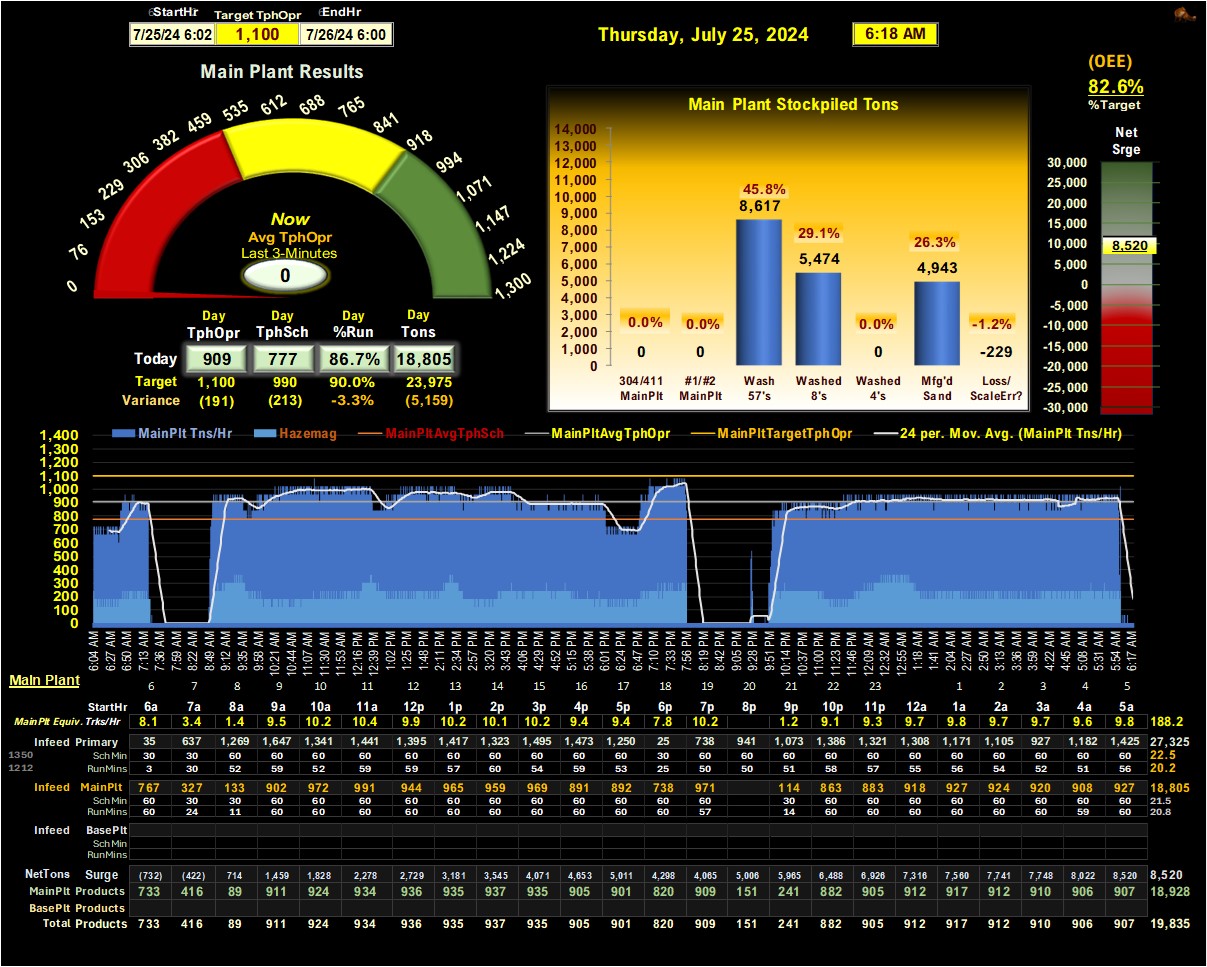 StartHr Target TphOpr EndHr
7/25/24 6:02 1,100 7/26/24 6:00
Thursday, July 25, 2024 6:18 AM
(OEE)
82.6%
%Target
Main Plant Results
0 76 153 229 306 382 459 535 612 688 765 841 918 994 1,071 1,147 1,224 1,300
Now
Avg TphOpr
Last 3-Minutes
0
Day Day Day Day
TphOpr TphSch %Run Tons
Today 909 777 86.7% 18,805
Target 1,100 990 90.0% 23,975
Variance (191) (213) -3.3% (5,159)
Main Plant Stockpiled Tons
14,000
13,000
12,000
11,000
10,000
9,000
8,000
7,000
6,000
5,000
4,000
3,000
2,000
1,000
0
0.0% 0.0% 45.8% 29.1% 0.0% 26.3% -1.2%
0 0 8,617 5,474 0 4,943 -229
304/411 #1/#2 Wash Washed Washed Mfg'd Loss/
MainPlt MainPlt 57's 8's 4's Sand ScaleErr?
Net
Srge
30,000
25,000
20,000
15,000
10,000
8,520
5,000
0
-5,000
-10,000
-15,000
-20,000
-25,000
-30,000
MainPlt Tns/Hr Hazemag MainPltAvgTphSch MainPltAvgTphOpr MainPltTargetTphOpr 24 per. Mov. Avg. (MainPlt Tns/Hr)
1,400
1,300
1,200
1,100
1,000
900
800
700
600
500
400
300
200
100
0
6:04 AM 6:27 AM 6:50 AM 7:13 AM 7:36 AM 7:59 AM 8:22 AM 8:49 AM 9:12 AM 9:35 AM 9:58 AM 10:21 AM 10:44 AM 11:07 AM 11:30 AM 11:53 AM 12:16 PM 12:39 PM 1:02 PM 1:25 PM 1:48 PM 2:11 PM 2:34 PM 2:57 PM 3:20 PM 3:43 PM 4:06 PM 4:29 PM 4:52 PM 5:15 PM 5:38 PM 6:01 PM 6:24 PM 6:47 PM 7:10 PM 7:33 PM 7:56 PM 8:19 PM 8:42 PM 9:05 PM 9:28 PM 9:51 PM 10:14 PM 10:37 PM 11:00 PM 11:23 PM 11:46 PM 12:09 AM 12:32 AM 12:55 AM 1:18 AM 1:41 AM 2:04 AM 2:27 AM 2:50 AM 3:13 AM 3:36 AM 3:59 AM 4:22 AM 4:45 AM 5:08 AM 5:31 AM 5:54 AM 6:17 AM
Main Plant
6 7 8 9 10 11 12 13 14 15 16 17 18 19 20 21 22 23 1 2 3 4 5
StartHr 6a 7a 8a 9a 10a 11a 12p 1p 2p 3p 4p 5p 6p 7p 8p 9p 10p 11p 12a 1a 2a 3a 4a 5a
MainPlt Equiv. Trks/Hr 8.1 3.4 1.4 9.5 10.2 10.4 9.9 10.2 10.1 10.2 9.4 9.4 7.8 10.2 1.2 9.1 9.3 9.7 9.8 9.7 9.7 9.6 9.8 188.2
Infeed Primary 35 637 1,269 1,647 1,341 1,441 1,395 1,417 1,323 1,495 1,473 1,250 25 738 941 1,073 1,386 1,321 1,308 1,171 1,105 927 1,182 1,425 27,325
1350 SchMin 30 30 60 60 60 60 60 60 60 60 60 60 30 60 60 60 60 60 60 60 60 60 60 60 22.5
1212 RunMins 3 30 52 59 52 59 59 57 60 54 59 53 25 50 50 51 58 57 55 56 54 52 51 56 20.2
Infeed MainPlt 767 327 133 902 972 991 944 965 959 969 891 892 738 971 114 863 883 918 927 924 920 908 927 18,805
SchMin 60 30 30 60 60 60 60 60 60 60 60 60 60 60 30 60 60 60 60 60 60 60 60 21.5
RunMins 60 24 11 60 60 60 60 60 60 60 60 60 60 57 14 60 60 60 60 60 60 59 60 20.8
Infeed BasePlt
SchMin
RunMins
NetTons Surge (732) (422) 714 1,459 1,828 2,278 2,729 3,181 3,545 4,071 4,653 5,011 4,298 4,065 5,006 5,965 6,488 6,926 7,316 7,560 7,741 7,748 8,022 8,520 8,520
MainPlt Products 733 416 89 911 924 934 936 935 937 935 905 901 820 909 151 241 882 905 912 917 912 910 906 907 18,928
BasePlt Products
Total Products 733 416 89 911 924 934 936 935 937 935 905 901 820 909 151 241 882 905 912 917 912 910 906 907 19,835